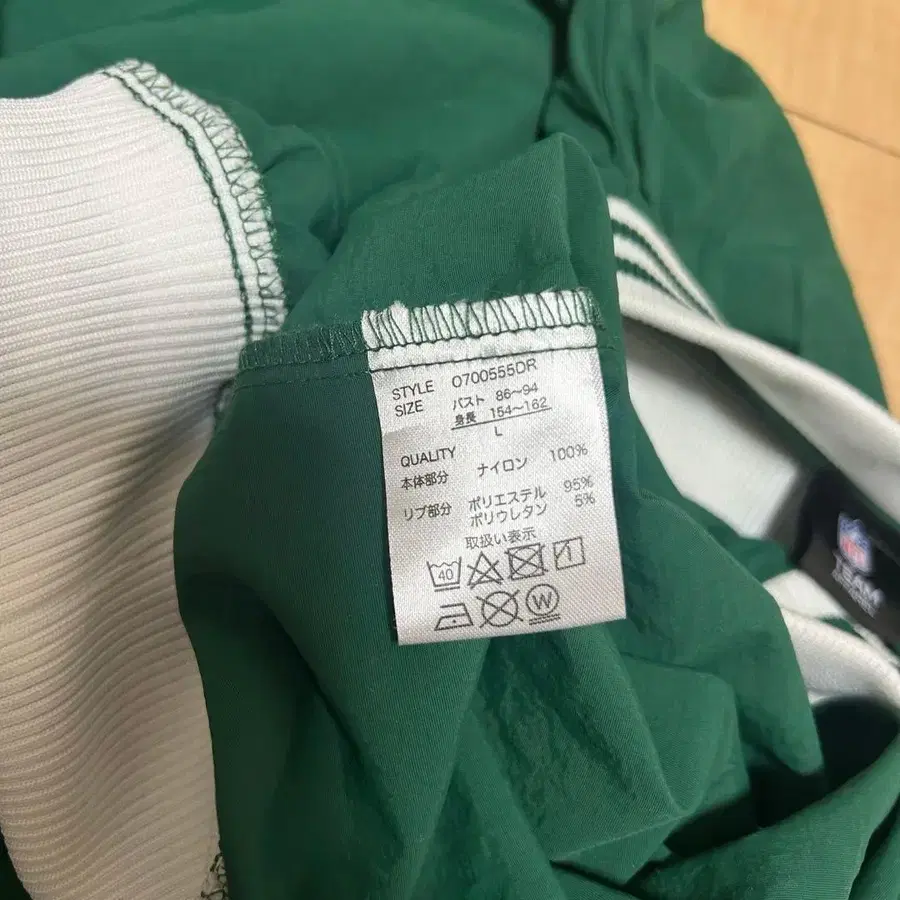 STYLE 0700555DR
SIZE バスト 86～94
身長 154～162
L
QUALITY
本体部分 ナイロン 100%
リブ部分 ポリエステル 95%
ポリウレタン 5%
取扱い表示
40 1
W
NFL
TEAM